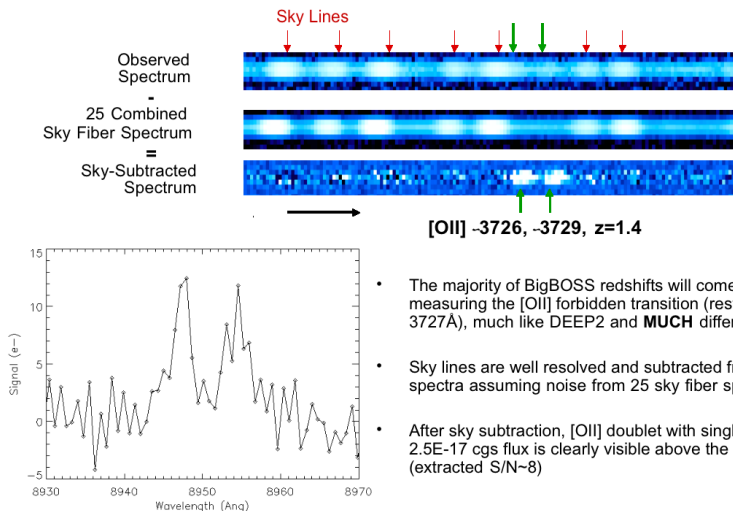 Sky Lines
Observed
Spectrum
-
25 Combined
Sky Fiber Spectrum
=
Sky-Subtracted
Spectrum
[OII] --3726, --3729, z=1.4
15
10
5
0
-5
Signal (e-)
8930 8940 8950 8960 8970
Wavelength (Ang)
• The majority of BigBOSS redshifts will come
measuring the [OII] forbidden transition (res
3727Å), much like DEEP2 and MUCH differ
• Sky lines are well resolved and subtracted f
spectra assuming noise from 25 sky fiber s
• After sky subtraction, [OII] doublet with sing
2.5E-17 cgs flux is clearly visible above the
(extracted S/N~8)